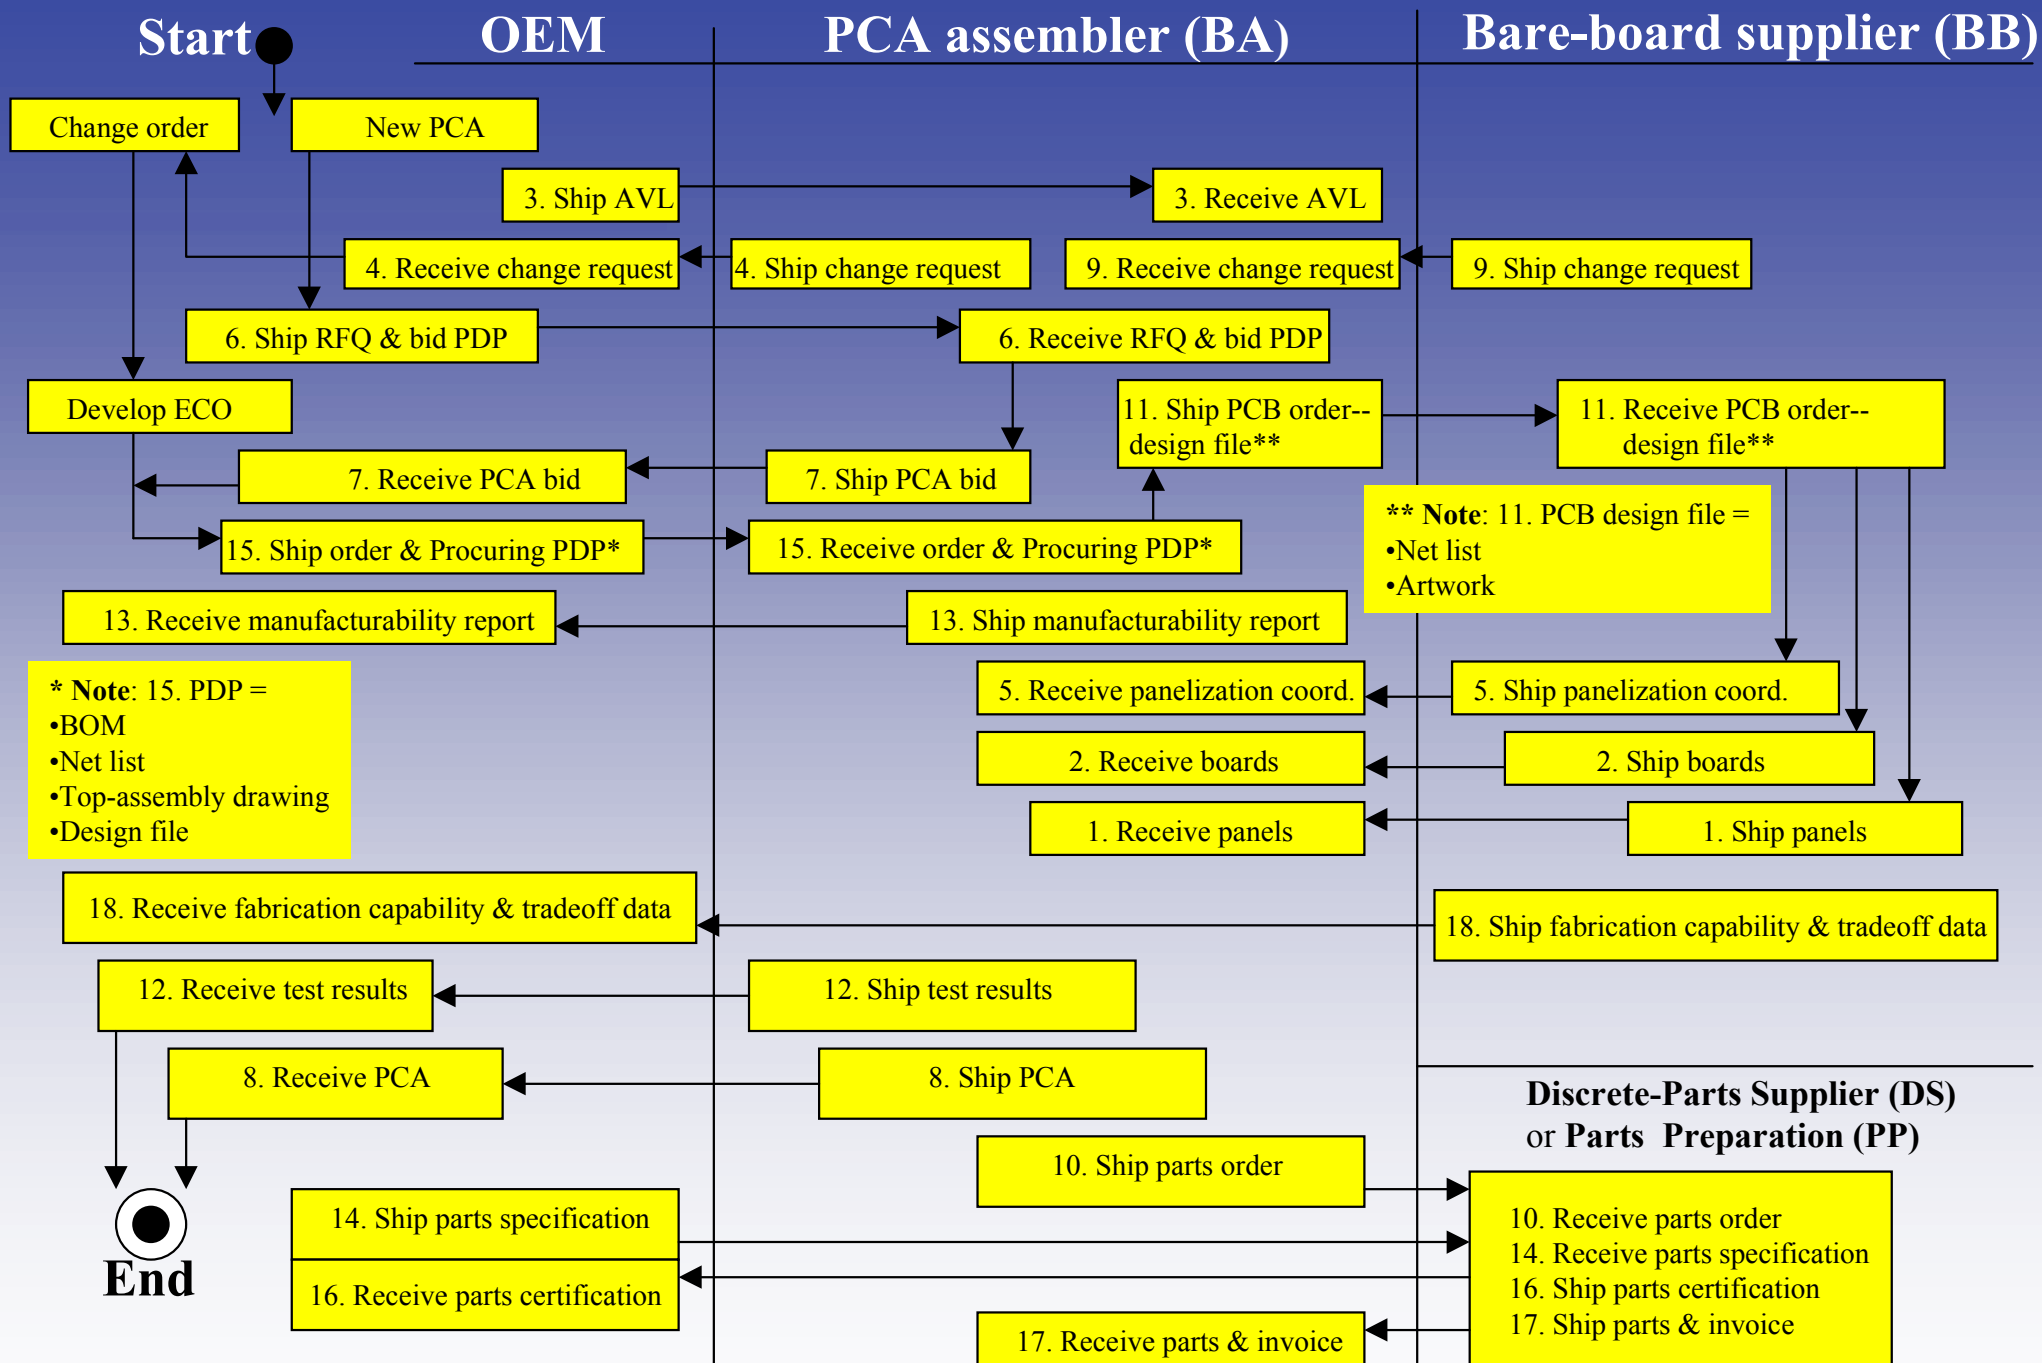 Start
OEM
PCA assembler (BA)
Bare-board supplier (BB)
Change order
New PCA
3. Ship AVL
3. Receive AVL
4. Receive change request
4. Ship change request
9. Receive change request
9. Ship change request
6. Ship RFQ & bid PDP
6. Receive RFQ & bid PDP
Develop ECO
11. Ship PCB order--
design file**
11. Receive PCB order--
design file**
7. Receive PCA bid
7. Ship PCA bid
** Note: 11. PCB design file =
•Net list
•Artwork
15. Ship order & Procuring PDP*
15. Receive order & Procuring PDP*
13. Receive manufacturability report
13. Ship manufacturability report
* Note: 15. PDP =
•BOM
•Net list
•Top-assembly drawing
•Design file
5. Receive panelization coord.
5. Ship panelization coord.
2. Receive boards
2. Ship boards
1. Receive panels
1. Ship panels
18. Receive fabrication capability & tradeoff data
18. Ship fabrication capability & tradeoff data
12. Receive test results
12. Ship test results
8. Receive PCA
8. Ship PCA
Discrete-Parts Supplier (DS)
or Parts Preparation (PP)
10. Ship parts order
End
14. Ship parts specification
16. Receive parts certification
10. Receive parts order
14. Receive parts specification
16. Ship parts certification
17. Ship parts & invoice
17. Receive parts & invoice